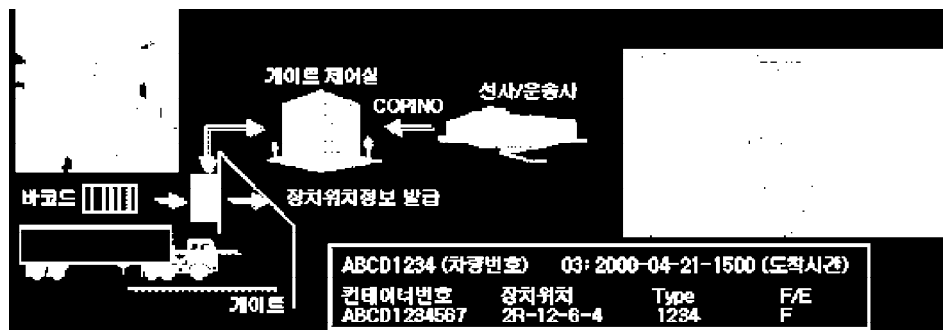 게이트 제어실
선사/운송사
COPINO
바코드
장치위치정보 발급
게이트
ABCD1234 (차량번호) 03:2000-04-21-1500 (도착시간)
컨테이너번호 장치위치 Type F/E
ABCD1234567 2R-12-6-4 1234 F